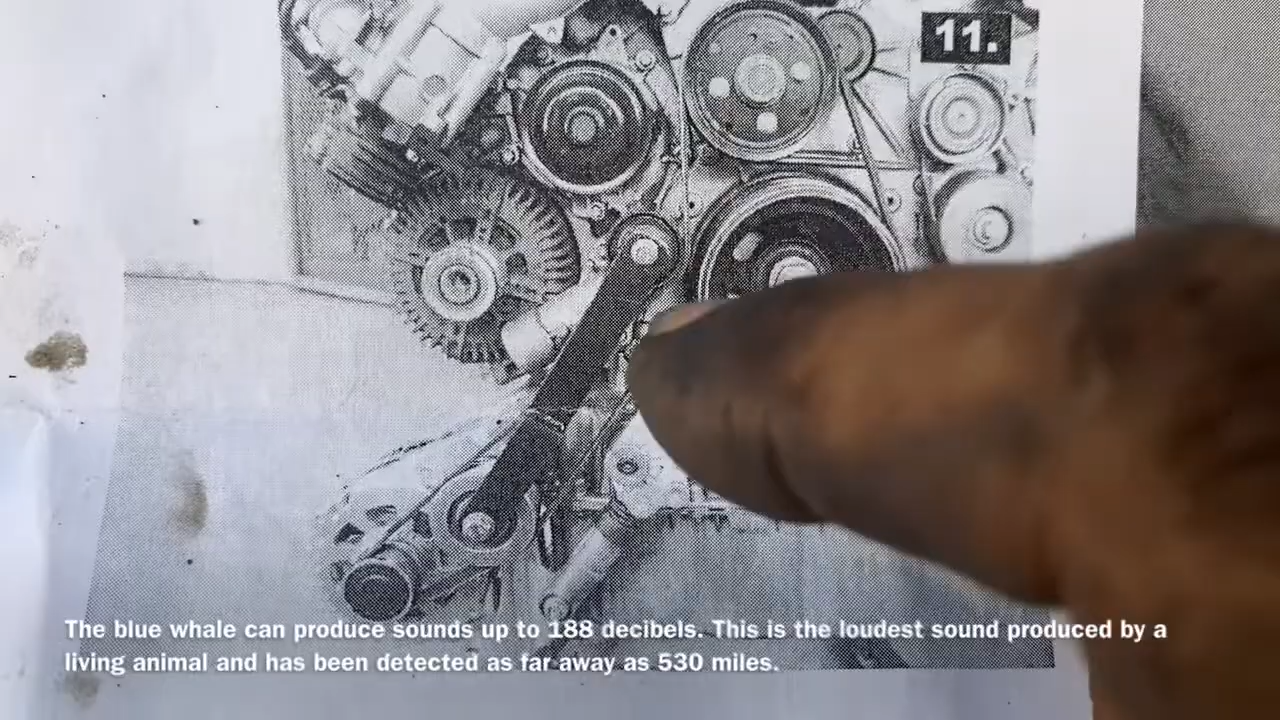 11.
The blue whale can produce sounds up to 188 decibels. This is the loudest sound produced by a
living animal and has been detected as far away as 530 miles.